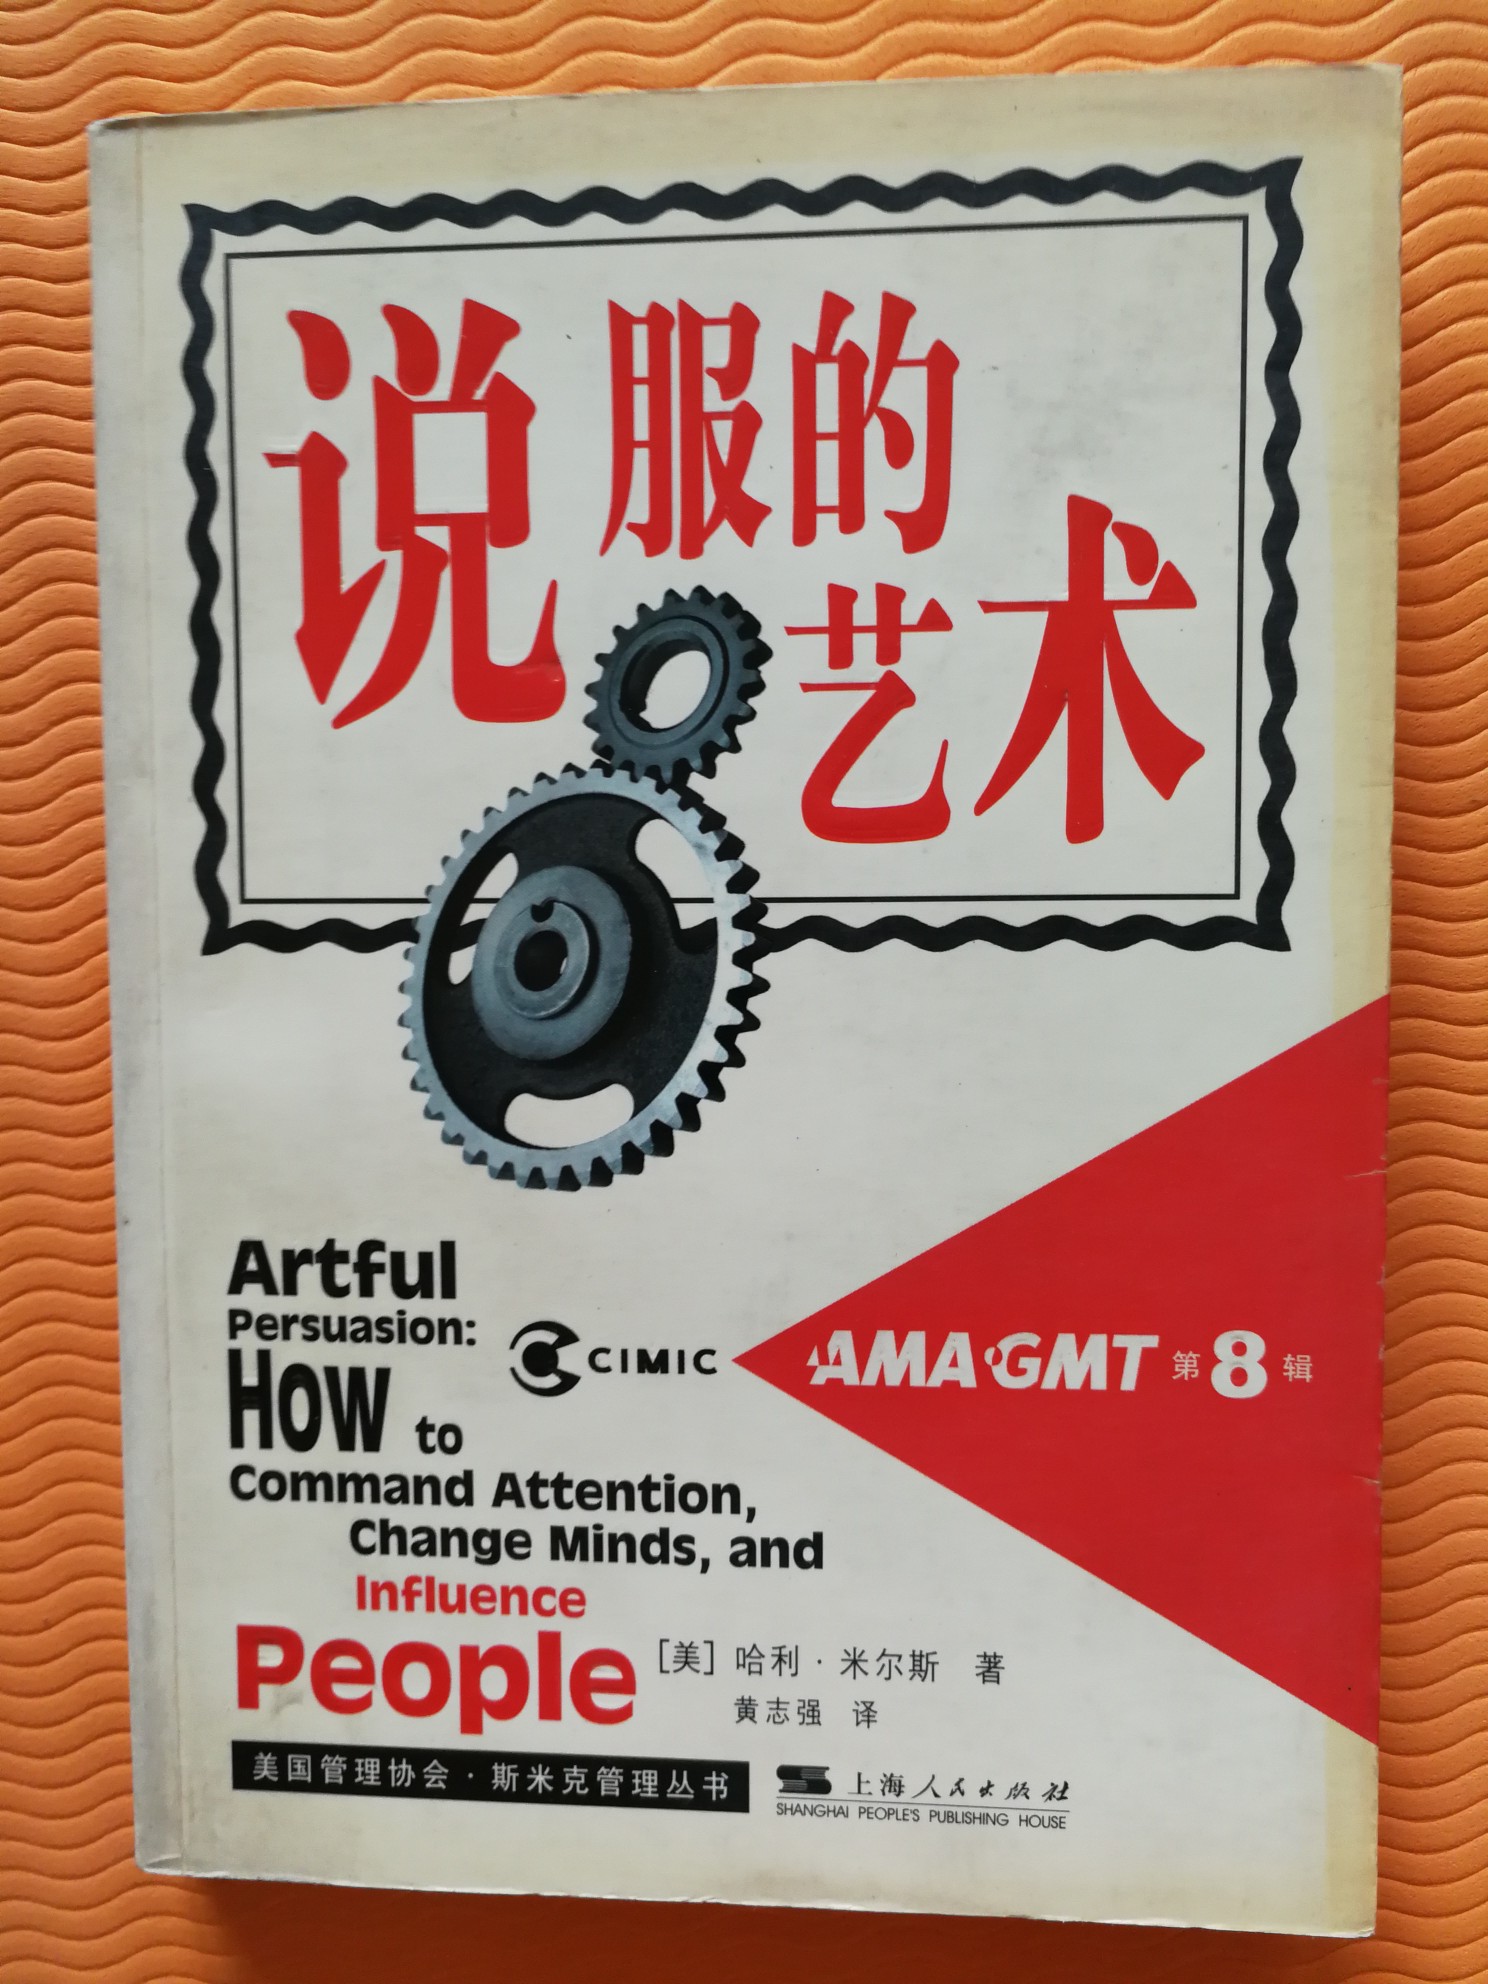 说服的
艺术
Artful
Persuasion:
HOW to
Command Attention,
Change Minds, and
Influence
People
CIMIC
AMA·GMT 第8辑
[美] 哈利·米尔斯 著
黄志强 译
美国管理协会·斯米克管理丛书
上海人民出版社
SHANGHAI PEOPLE'S PUBLISHING HOUSE